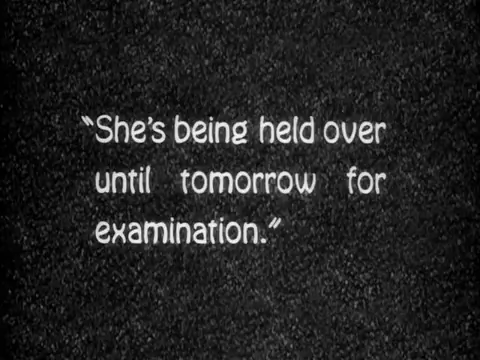 “She's being held over
until tomorrow for
examination.”